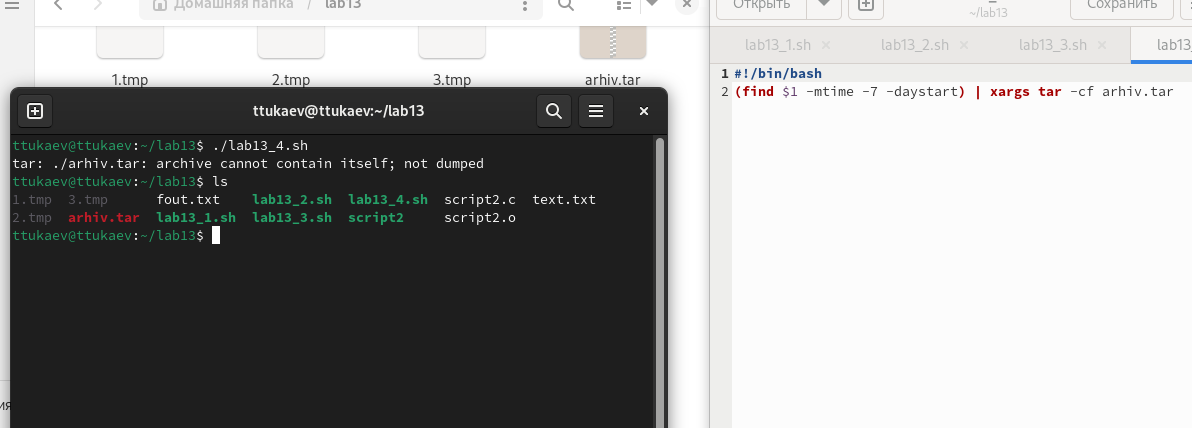 Домашняя папка / lab13
1.tmp 2.tmp 3.tmp arhiv.tar
ttukaev@ttukaev:~/lab13
ttukaev@ttukaev:~/lab13$ ./lab13_4.sh
tar: ./arhiv.tar: archive cannot contain itself; not dumped
ttukaev@ttukaev:~/lab13$ ls
1.tmp 3.tmp fout.txt lab13_2.sh lab13_4.sh script2.c text.txt
2.tmp arhiv.tar lab13_1.sh lab13_3.sh script2 script2.o
ttukaev@ttukaev:~/lab13$
Открыть
~/lab13
Сохранить
lab13_1.sh × lab13_2.sh × lab13_3.sh × lab13
1 #!/bin/bash
2 (find $1 -mtime -7 -daystart) | xargs tar -cf arhiv.tar